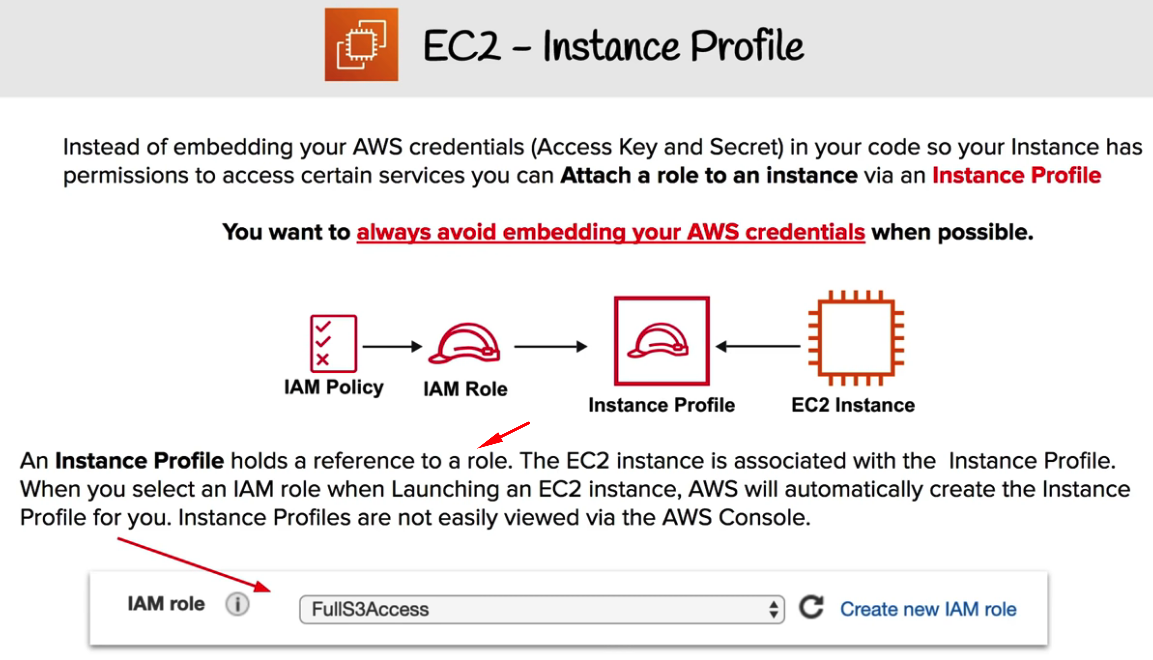 EC2 – Instance Profile
Instead of embedding your AWS credentials (Access Key and Secret) in your code so your Instance has
permissions to access certain services you can Attach a role to an instance via an Instance Profile
You want to always avoid embedding your AWS credentials when possible.
IAM Policy
IAM Role
Instance Profile
EC2 Instance
An Instance Profile holds a reference to a role. The EC2 instance is associated with the Instance Profile.
When you select an IAM role when Launching an EC2 instance, AWS will automatically create the Instance
Profile for you. Instance Profiles are not easily viewed via the AWS Console.
IAM role
i
FullS3Access
Create new IAM role